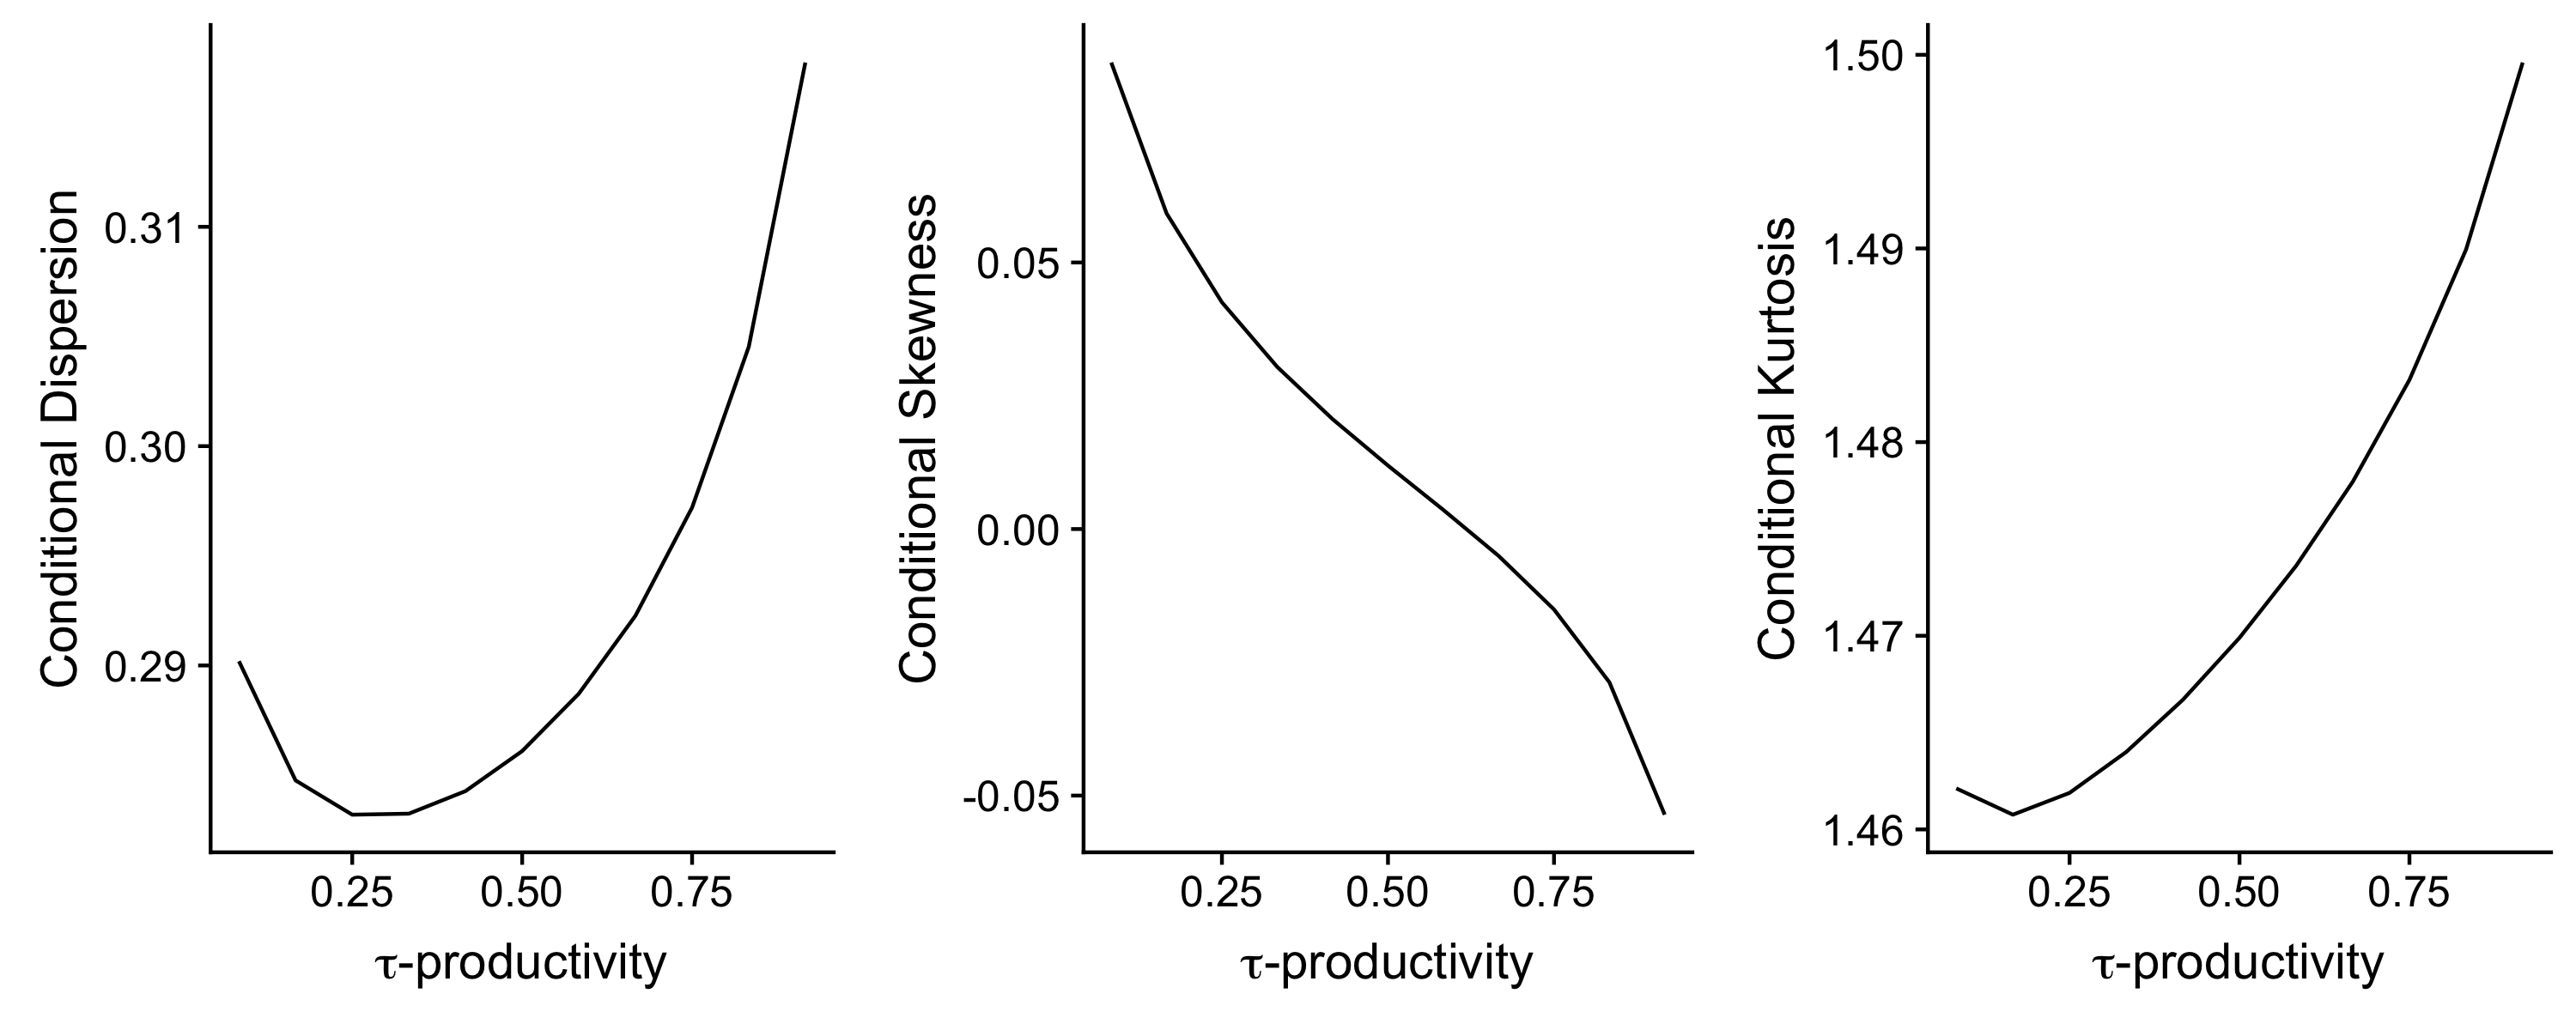 Conditional Dispersion
0.31
0.30
0.29
0.25 0.50 0.75
τ-productivity
Conditional Skewness
0.05
0.00
-0.05
0.25 0.50 0.75
τ-productivity
Conditional Kurtosis
1.50
1.49
1.48
1.47
1.46
0.25 0.50 0.75
τ-productivity